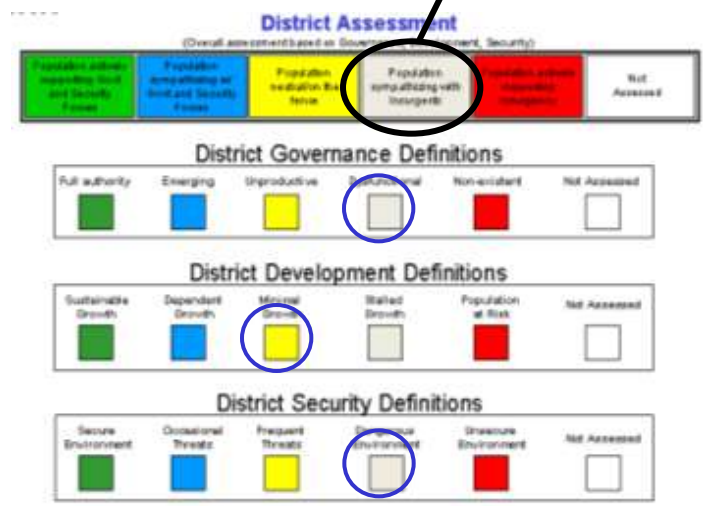 District Assessment
(Overall assessment based on Governance, Development, Security)
Population actively
supporting Govt
and Security
Forces
Population
sympathizing w/
Govt and Security
Forces
Population
neutral/on the
fence
Population
sympathizing with
Insurgents
Population actively
supporting
Insurgency
Not
Assessed
District Governance Definitions
Full authority Emerging Unproductive Dysfunctional Non-existent Not Assessed
District Development Definitions
Sustainable Dependent Minimal Stalled Population Not Assessed
Growth Growth Growth Growth at Risk
District Security Definitions
Secure Occasional Frequent Dangerous Unsecure Not Assessed
Environment Threats Threats Environment Environment